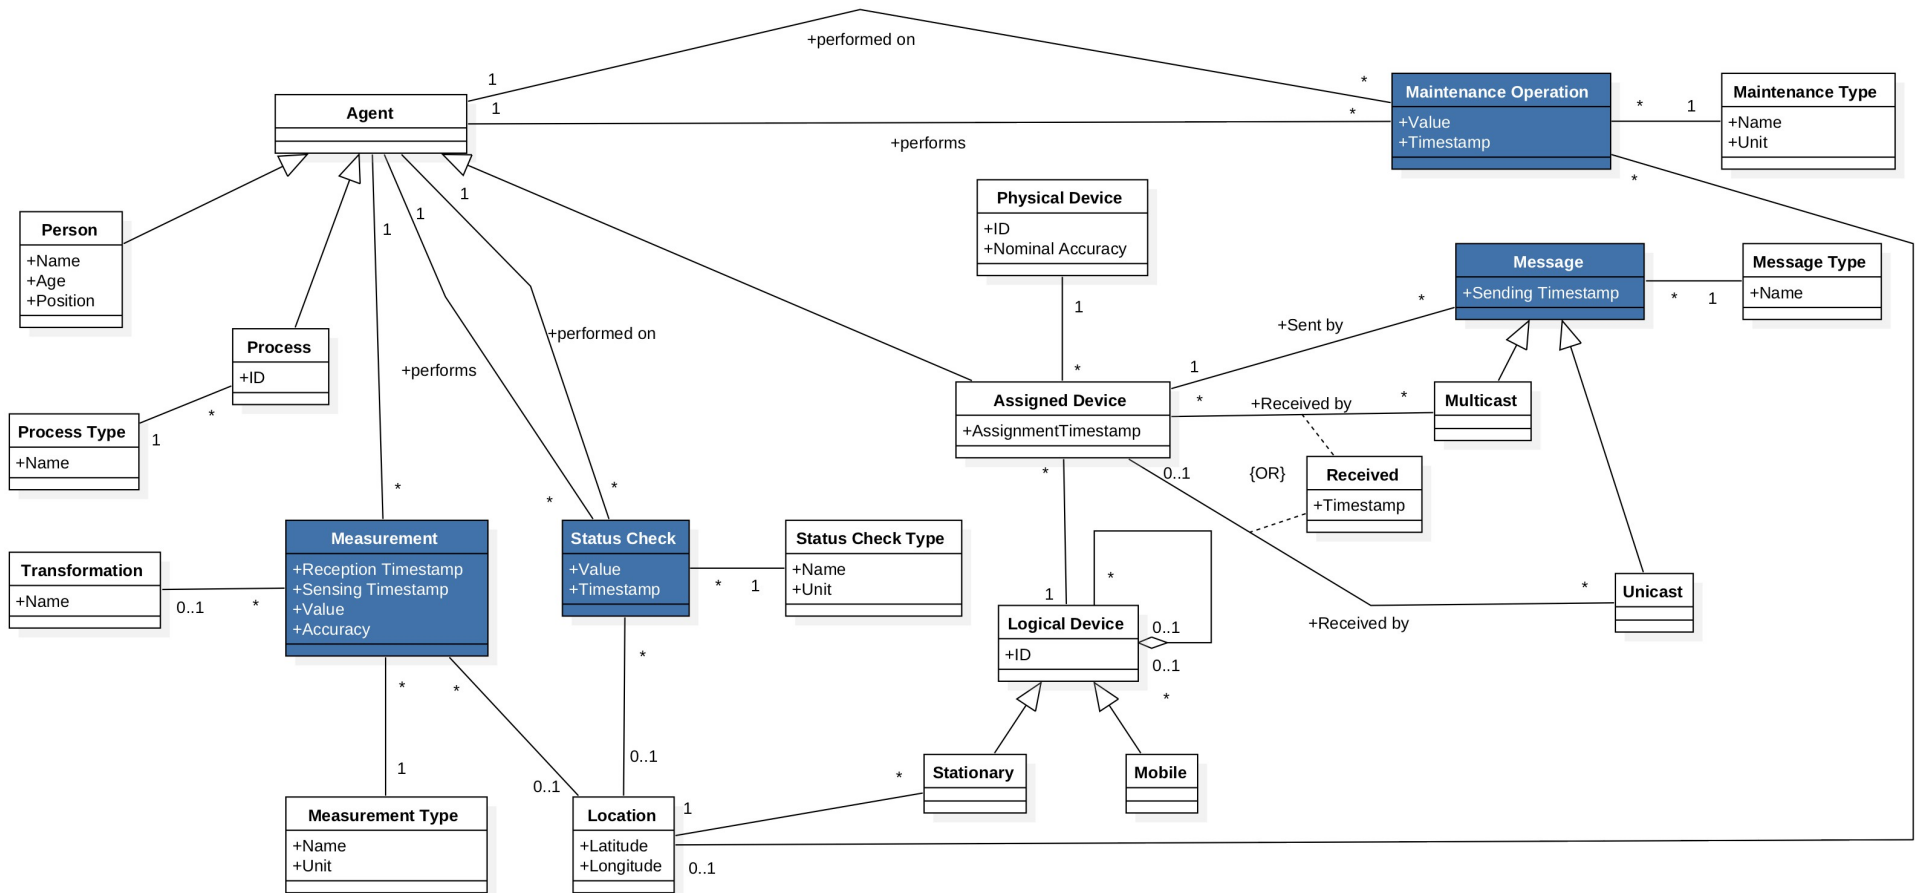 +performed on
1
*
Agent
1
*
+performs
Maintenance Operation
+Value
+Timestamp
*
1
Maintenance Type
+Name
+Unit
*
Person
+Name
+Age
+Position
1
1
1
Physical Device
+ID
+Nominal Accuracy
1
*
Message
+Sending Timestamp
*
1
Message Type
+Name
Process
+ID
+performed on
+performs
*
+Sent by
1
Process Type
+Name
1
*
Assigned Device
+AssignmentTimestamp
*
+Received by
*
Multicast
*
*
*
*
0..1
{OR}
Received
+Timestamp
Transformation
+Name
0..1
*
Measurement
+Reception Timestamp
+Sensing Timestamp
+Value
+Accuracy
Status Check
+Value
+Timestamp
*
1
Status Check Type
+Name
+Unit
*
1
Logical Device
+ID
0..1
0..1
*
*
Unicast
+Received by
*
*
*
1
0..1
0..1
Stationary
Mobile
*
1
Measurement Type
+Name
+Unit
Location
+Latitude
+Longitude
0..1